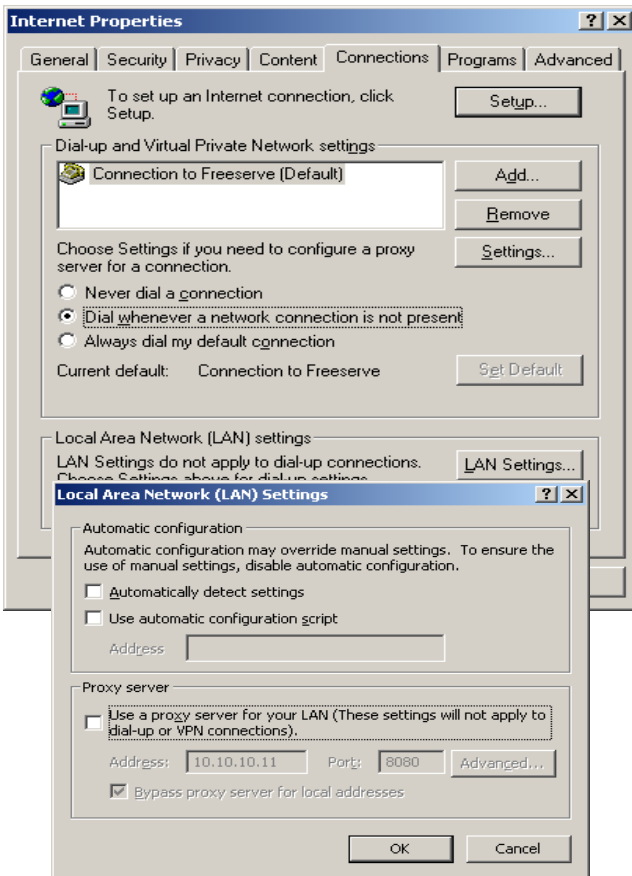 Internet Properties
General Security Privacy Content Connections Programs Advanced
To set up an Internet connection, click
Setup.
Setup...
Dial-up and Virtual Private Network settings
Connection to Freeserve (Default)
Add...
Remove
Choose Settings if you need to configure a proxy
server for a connection.
Settings...
Never dial a connection
Dial whenever a network connection is not present
Always dial my default connection
Current default: Connection to Freeserve
Set Default
Local Area Network (LAN) settings
LAN Settings do not apply to dial-up connections.
Choose Settings above for dial-up settings.
LAN Settings...
Local Area Network (LAN) Settings
Automatic configuration
Automatic configuration may override manual settings. To ensure the
use of manual settings, disable automatic configuration.
Automatically detect settings
Use automatic configuration script
Address
Proxy server
Use a proxy server for your LAN (These settings will not apply to
dial-up or VPN connections).
Address: 10.10.10.11 Port: 8080 Advanced...
Bypass proxy server for local addresses
OK Cancel